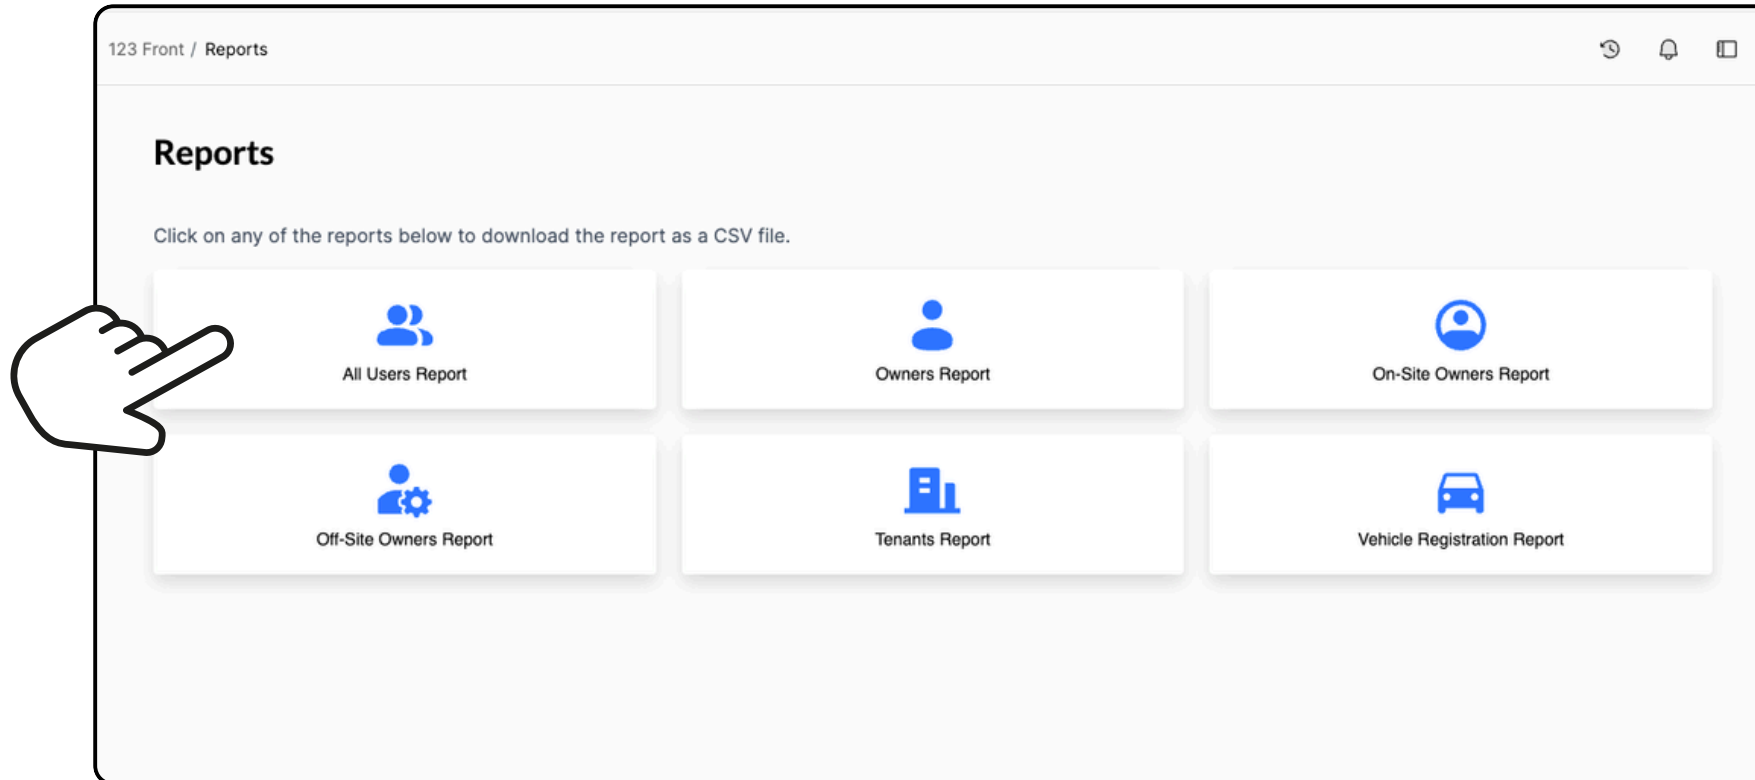 123 Front / Reports
Reports
Click on any of the reports below to download the report as a CSV file.
All Users Report
Owners Report
On-Site Owners Report
Off-Site Owners Report
Tenants Report
Vehicle Registration Report